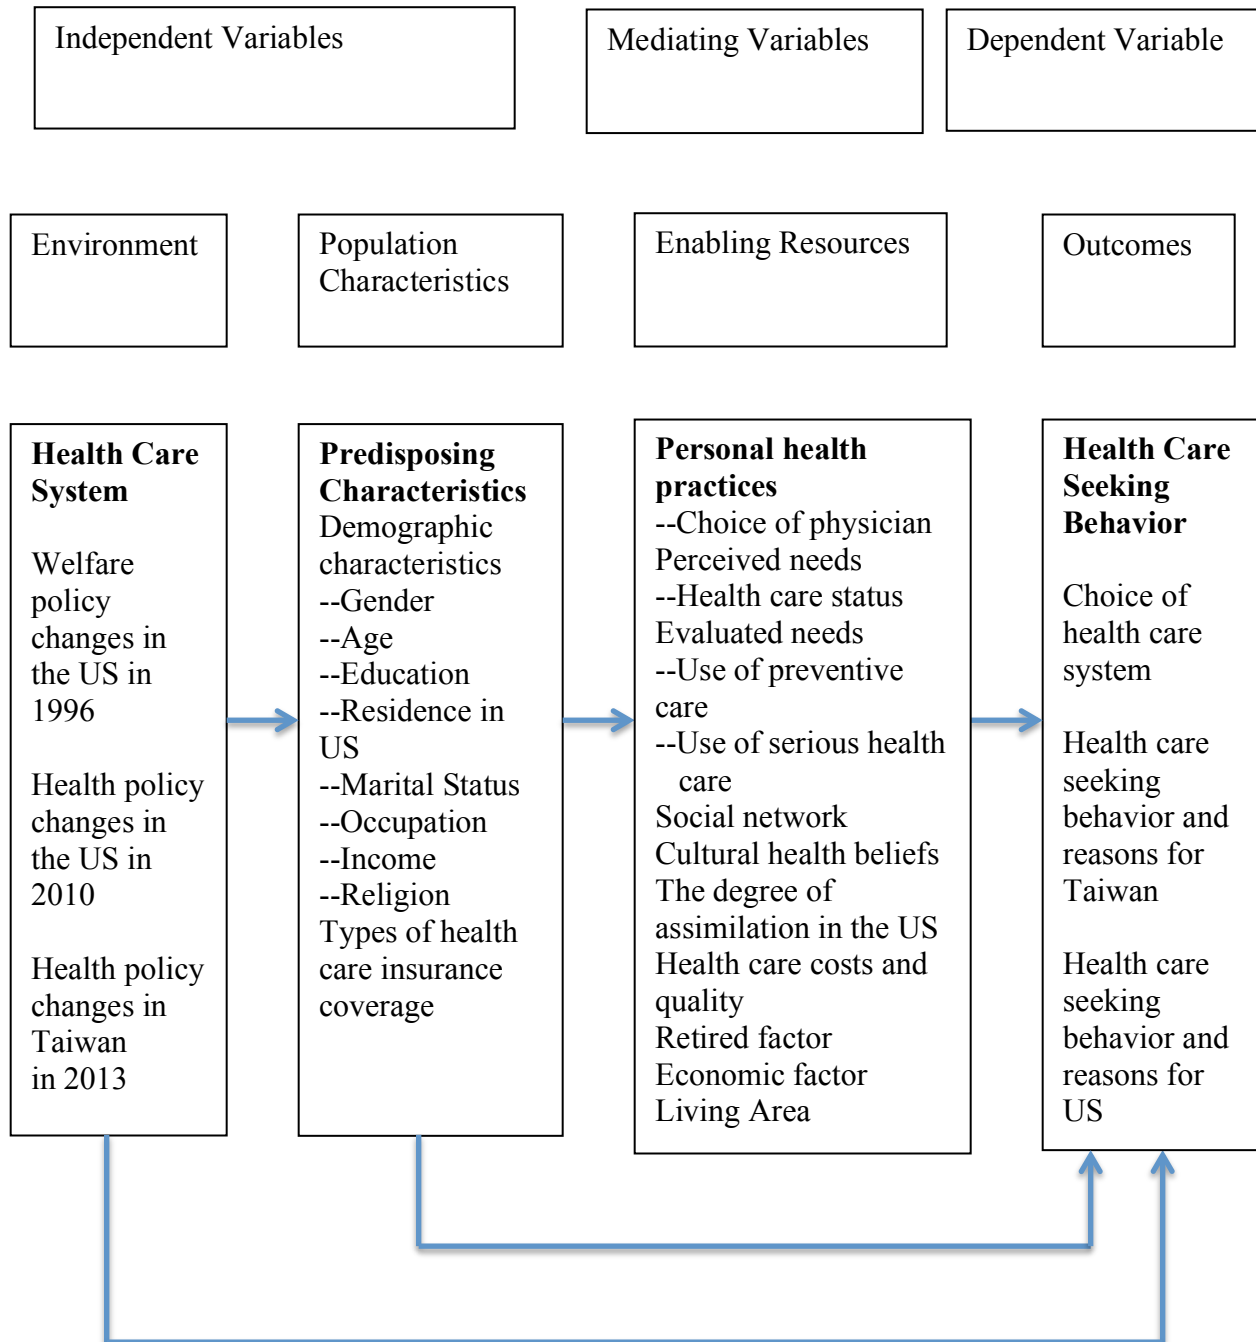 Independent Variables
Mediating Variables
Dependent Variable
Environment
Population
Characteristics
Enabling Resources
Outcomes
Health Care
System
Welfare
policy
changes in
the US in
1996
Health policy
changes in
the US in
2010
Health policy
changes in
Taiwan
in 2013
Predisposing
Characteristics
Demographic
characteristics
--Gender
--Age
--Education
--Residence in
US
--Marital Status
--Occupation
--Income
--Religion
Types of health
care insurance
coverage
Personal health
practices
--Choice of physician
Perceived needs
--Health care status
Evaluated needs
--Use of preventive
care
--Use of serious health
care
Social network
Cultural health beliefs
The degree of
assimilation in the US
Health care costs and
quality
Retired factor
Economic factor
Living Area
Health Care
Seeking
Behavior
Choice of
health care
system
Health care
seeking
behavior and
reasons for
Taiwan
Health care
seeking
behavior and
reasons for
US